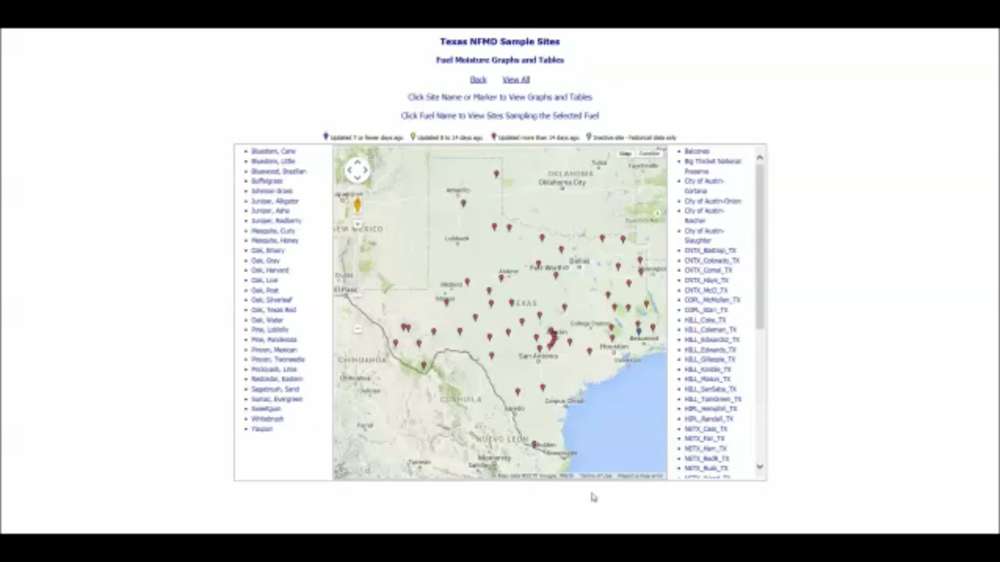 Texas NFMD Sample Sites
Fuel Moisture Graphs and Tables
Back View All
Click Site Name or Marker to View Graphs and Tables
Click Fuel Name to View Sites Sampling the Selected Fuel
Updated 7 or fewer days ago Updated 8 to 14 days ago Updated more than 14 days ago Inactive site - historical data only
Bluestem, Cane
Bluestem, Little
Bluewood, Brazilian
Buffelgrass
Johnson Grass
Juniper, Alligator
Juniper, Ashe
Juniper, Redberry
Mesquite, Curly
Mesquite, Honey
Oak, Emory
Oak, Gray
Oak, Harvard
Oak, Live
Oak, Post
Oak, Silverleaf
Oak, Texas Red
Oak, Water
Pine, Loblolly
Pine, Ponderosa
Pinyon, Mexican
Pinyon, Twoneedle
Pricklyash, Lime
Redcedar, Eastern
Sagebrush, Sand
Sumac, Evergreen
Sweetgum
Whitebrush
Yaupon
Map Satellite
Tulsa
Fayetteville
OKLAHOMA
Oklahoma City
Amarillo
NEW MEXICO
Lubbock
Dallas
Fort Worth
Abilene
Midland
Odessa
El Paso
TEXAS
College Station
Austin
Beaumont
Houston
San Antonio
Galveston
CHIHUAHUA
Chihuahua
Delicias
COAHUILA
Corpus Christi
Laredo
Parral
NUEVO LEON
McAllen
Brownsville
Monterrey
Saltillo
Torreon
Map data ©2015 Google, INEGI Terms of Use Report a map error
Balcones
Big Thicket National
Preserve
City of Austin-
Cortana
City of Austin-Onion
City of Austin-
Reicher
City of Austin-
Slaughter
CNTX_Bastrop_TX
CNTX_Colorado_TX
CNTX_Comal_TX
CNTX_Hays_TX
CNTX_McCl_TX
COPL_McMullen_TX
COPL_Starr_TX
HILL_Coke_TX
HILL_Coleman_TX
HILL_Edwards2_TX
HILL_Edwards_TX
HILL_Gillespie_TX
HILL_Kimble_TX
HILL_Mason_TX
HILL_SanSaba_TX
HILL_TomGreen_TX
HIPL_Hemphill_TX
HIPL_Randall_TX
NETX_Cass_TX
NETX_Harr_TX
NETX_RedR_TX
NETX_Rusk_TX